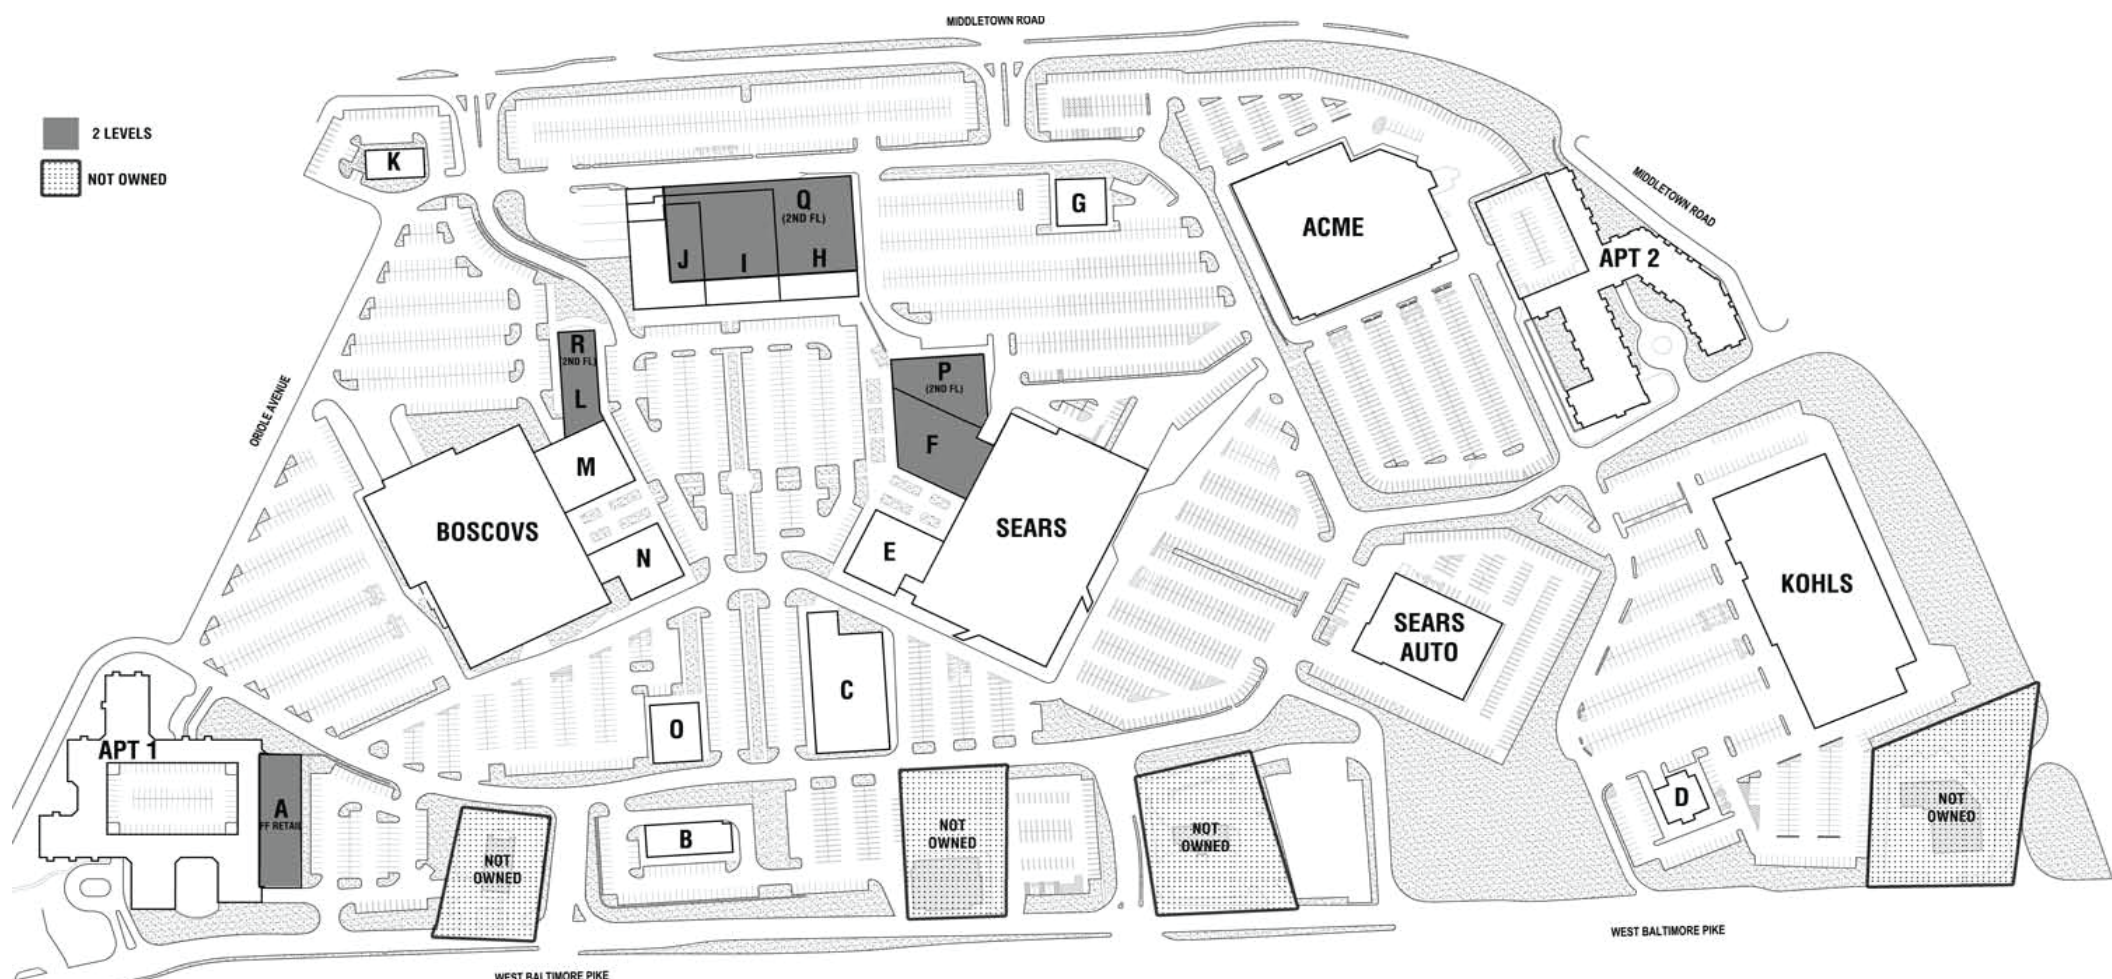 MIDDLETOWN ROAD
2 LEVELS
NOT OWNED
K
Q
(2ND FL)
J
I
H
G
ACME
MIDDLETOWN ROAD
APT 2
R
(2ND FL)
L
P
(2ND FL)
F
ORIOLE AVENUE
M
BOSCOVS
N
E
SEARS
KOHLS
SEARS
AUTO
C
O
APT 1
A
FF RETAIL
B
D
NOT
OWNED
NOT
OWNED
NOT
OWNED
NOT
OWNED
WEST BALTIMORE PIKE
WEST BALTIMORE PIKE